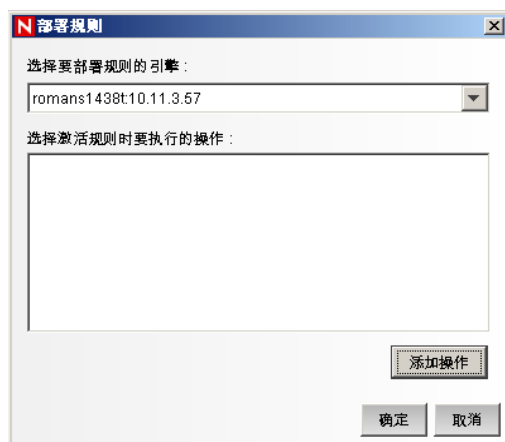 N 部署规则
选择要部署规则的引擎：
romans1438t:10.11.3.57
选择激活规则时要执行的操作：
添加操作
确定 取消